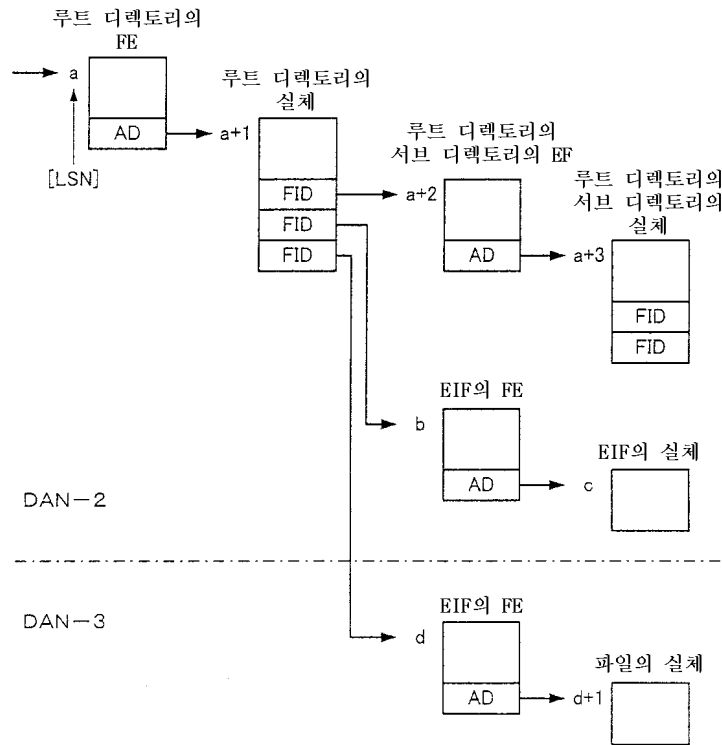 루트 디렉토리의
FE
a
AD
[LSN]
루트 디렉토리의
실체
a+1
FID
FID
FID
루트 디렉토리의
서브 디렉토리의 EF
a+2
AD
루트 디렉토리의
서브 디렉토리의
실체
a+3
FID
FID
EIF의 FE
b
AD
EIF의 실체
c
DAN-2
DAN-3
EIF의 FE
d
AD
파일의 실체
d+1